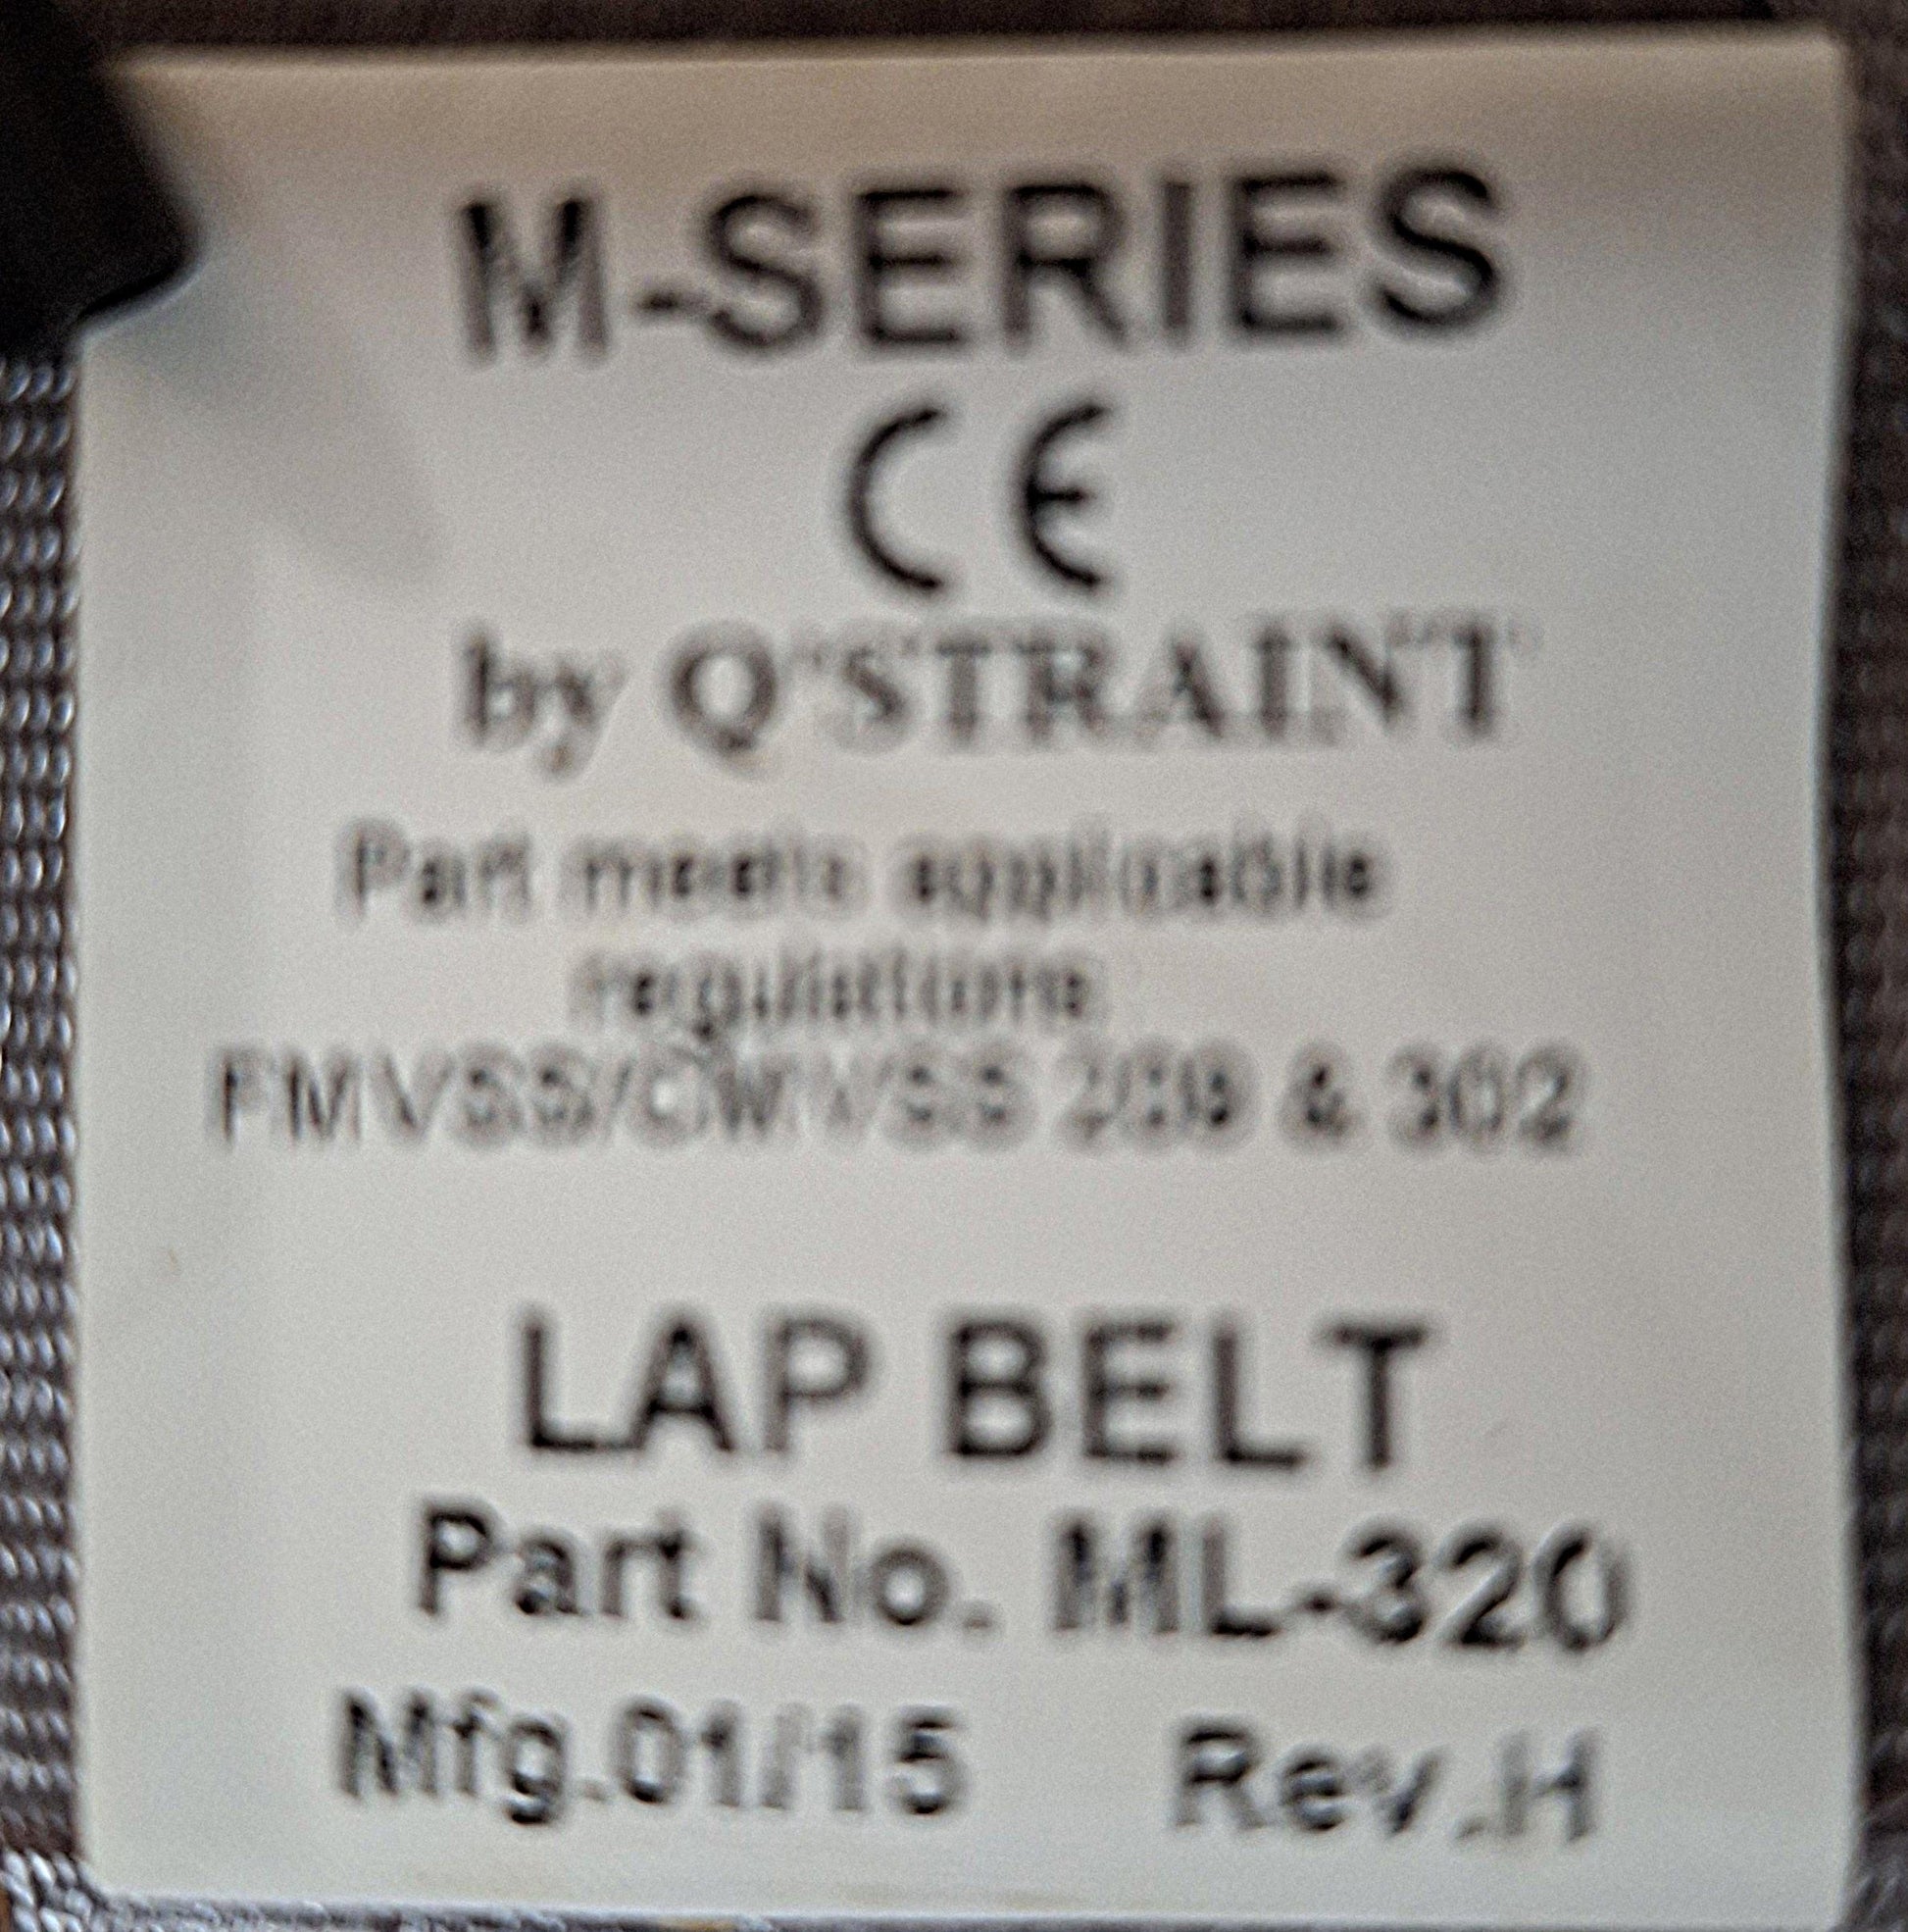 M-SERIES
CE
by Q'STRAINT
Part meets applicable
regulations
FMVSS/CMVSS 209 & 302
LAP BELT
Part No. ML-320
Mfg.01/15 Rev.H